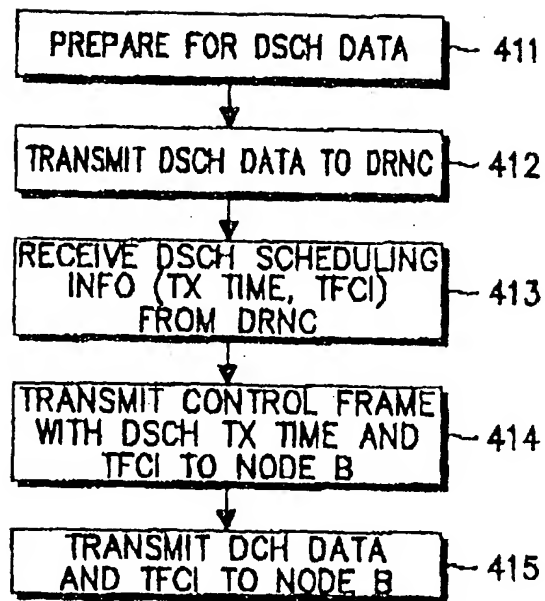 PREPARE FOR DSCH DATA
411
TRANSMIT DSCH DATA TO DRNC
412
RECEIVE DSCH SCHEDULING
INFO (TX TIME, TFCI)
FROM DRNC
413
TRANSMIT CONTROL FRAME
WITH DSCH TX TIME AND
TFCI TO NODE B
414
TRANSMIT DCH DATA
AND TFCI TO NODE B
415